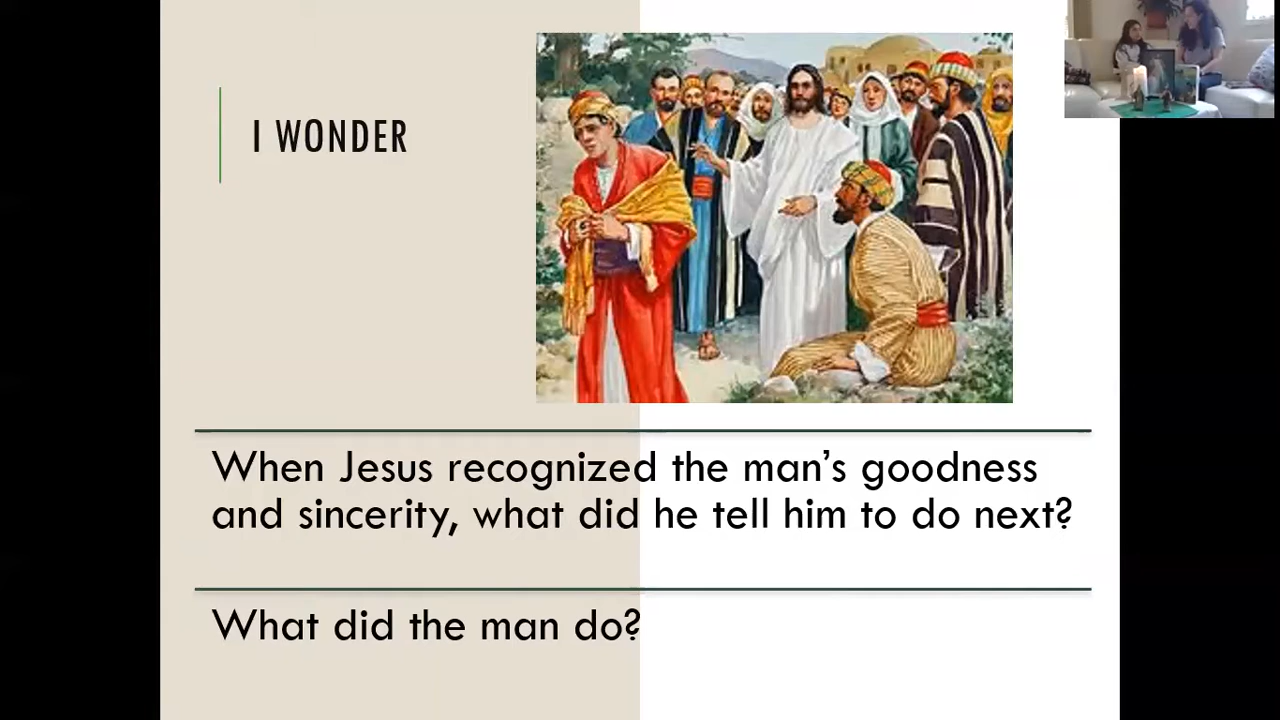 I WONDER
When Jesus recognized the man’s goodness
and sincerity, what did he tell him to do next?
What did the man do?